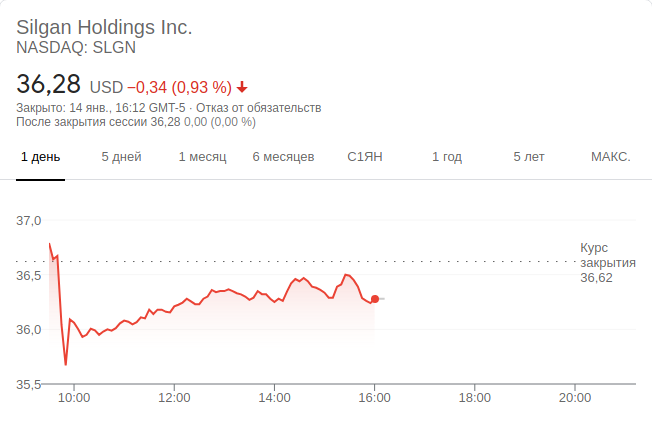 Silgan Holdings Inc.
NASDAQ: SLGN
36,28 USD −0,34 (0,93 %)
Закрыто: 14 янв., 16:12 GMT-5 · Отказ от обязательств
После закрытия сессии 36,28 0,00 (0,00 %)
1 день 5 дней 1 месяц 6 месяцев С1ЯН 1 год 5 лет МАКС.
37,0
Курс
закрытия
36,62
36,5
36,0
35,5
10:00 12:00 14:00 16:00 18:00 20:00